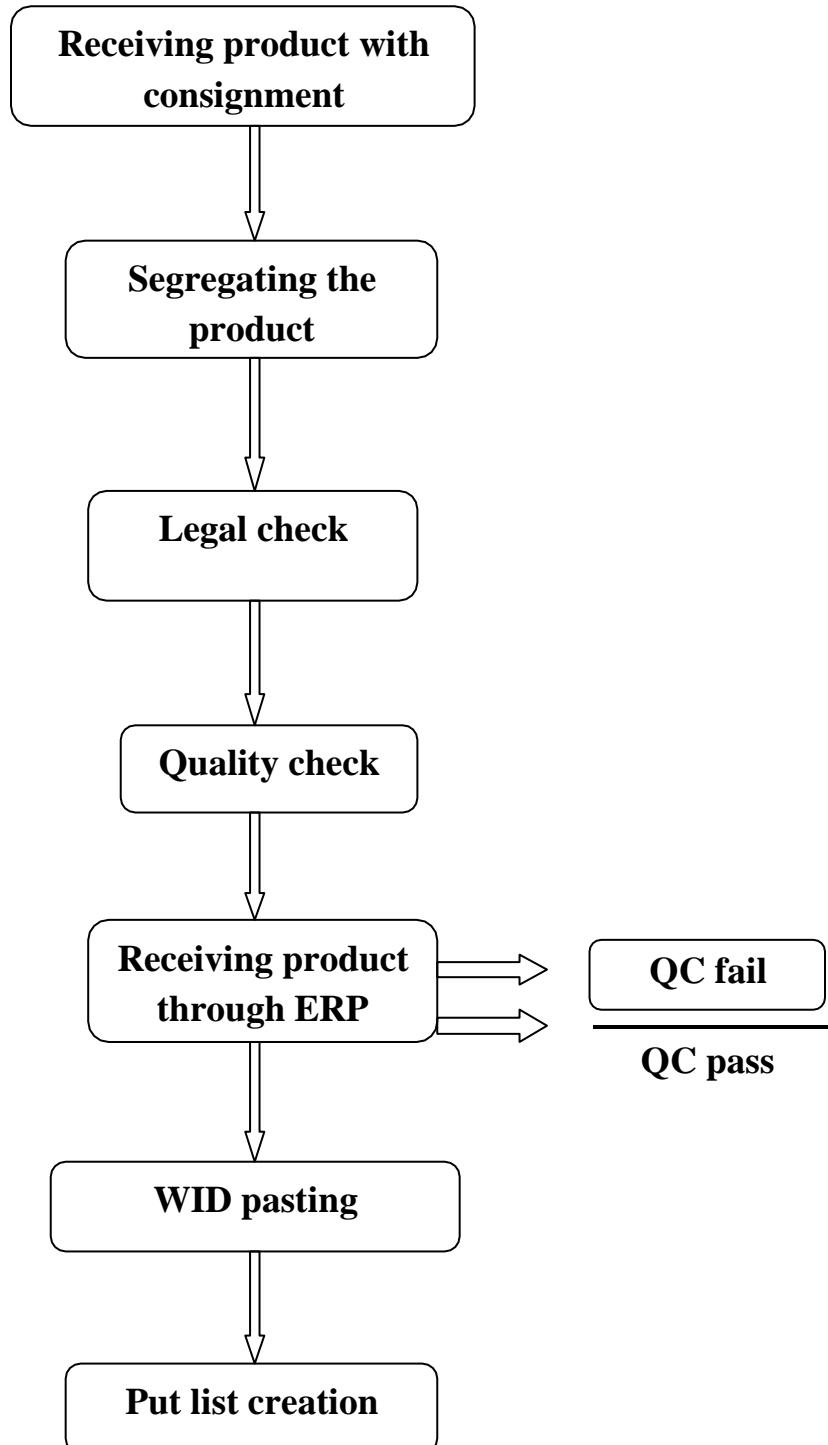 Receiving product with
consignment
Segregating the
product
Legal check
Quality check
Receiving product
through ERP
QC fail
QC pass
WID pasting
Put list creation